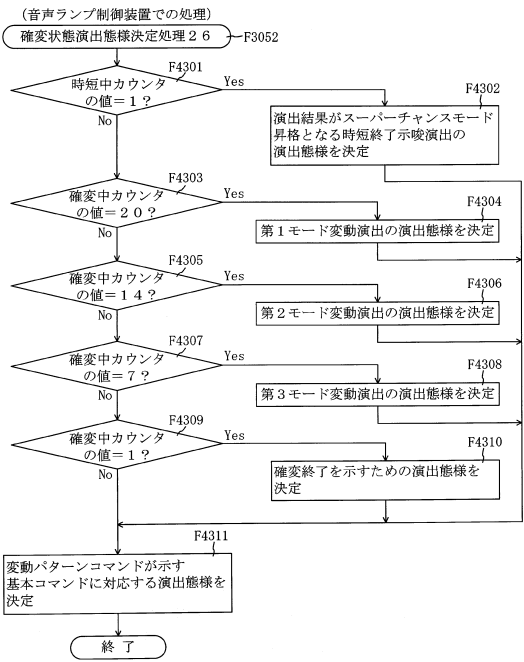 （音声ランプ制御装置での処理）
確変状態演出態様決定処理２６
F3052
F4301
時短中カウンタ
の値＝１？
Yes
No
F4302
演出結果がスーパーチャンスモード
昇格となる時短終了示唆演出の
演出態様を決定
F4303
確変中カウンタ
の値＝２０？
Yes
No
F4304
第１モード変動演出の演出態様を決定
F4305
確変中カウンタ
の値＝１４？
Yes
No
F4306
第２モード変動演出の演出態様を決定
F4307
確変中カウンタ
の値＝７？
Yes
No
F4308
第３モード変動演出の演出態様を決定
F4309
確変中カウンタ
の値＝１？
Yes
No
F4310
確変終了を示すための演出態様を
決定
F4311
変動パターンコマンドが示す
基本コマンドに対応する演出態様を
決定
終 了